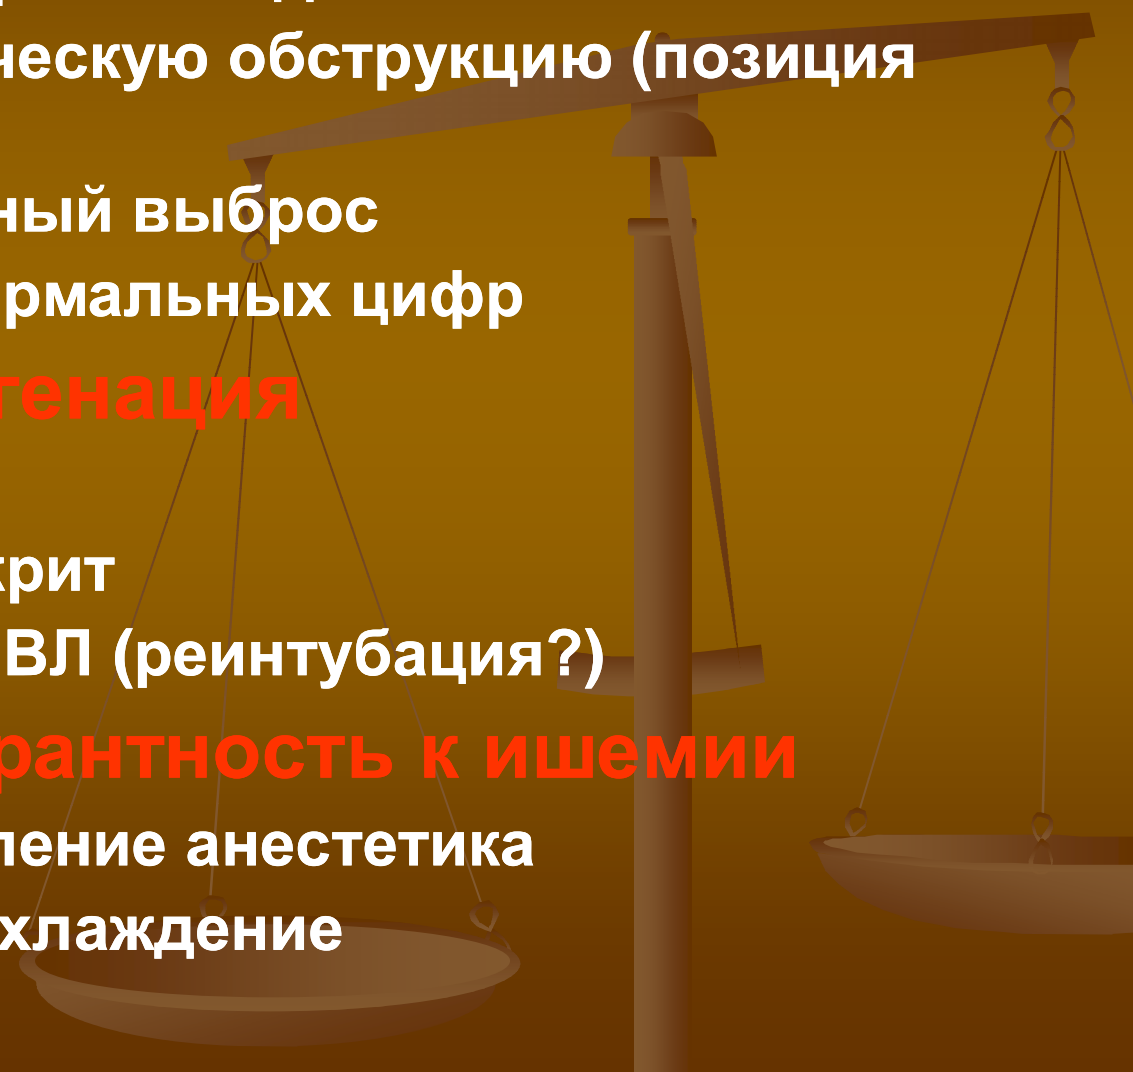 ческую обструкцию (позиция
ный выброс
рмальных цифр
генация
крит
ВЛ (реинтубация?)
рантность к ишемии
ление анестетика
хлаждение